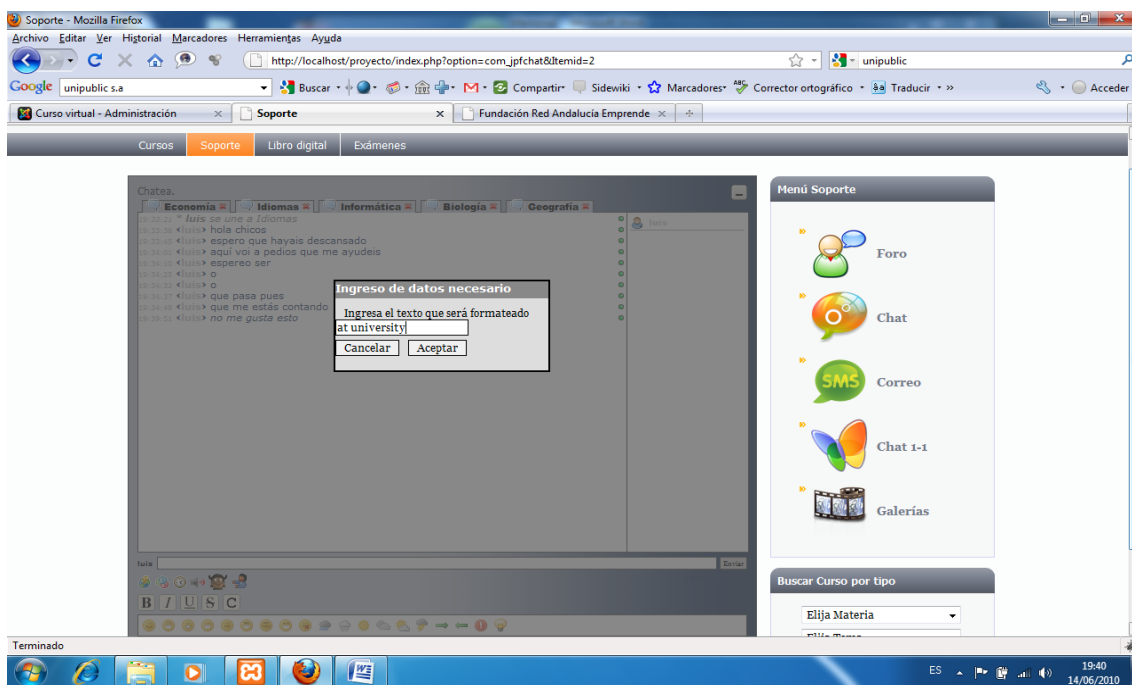 Soporte - Mozilla Firefox
Archivo Editar Ver Historial Marcadores Herramientas Ayuda
http://localhost/proyecto/index.php?option=com_jpfchat&Itemid=2
unipublic
Google unipublic s.a Buscar Compartir Sidewiki Marcadores Corrector ortográfico Traducir » Acceder
Curso virtual - Administración Soporte Fundación Red Andalucía Emprende
Cursos Soporte Libro digital Exámenes
Chatea.
Economía Idiomas Informática Biología Geografía
* luis se une a Idiomas
<luis> hola chicos
<luis> espero que hayais descansado
<luis> aquí voi a pedios que me ayudeis
<luis> espereo ser
<luis> o
<luis> o
<luis> que pasa pues
<luis> que me estás contando
<luis> no me gusta esto
Ingreso de datos necesario
Ingresa el texto que será formateado
at university
Cancelar Aceptar
luis Enviar
B I U S C
Menú Soporte
Foro
Chat
SMS Correo
Chat 1-1
Galerías
Buscar Curso por tipo
Elija Materia
Elija Tema
Terminado
ES 19:40
14/06/2010